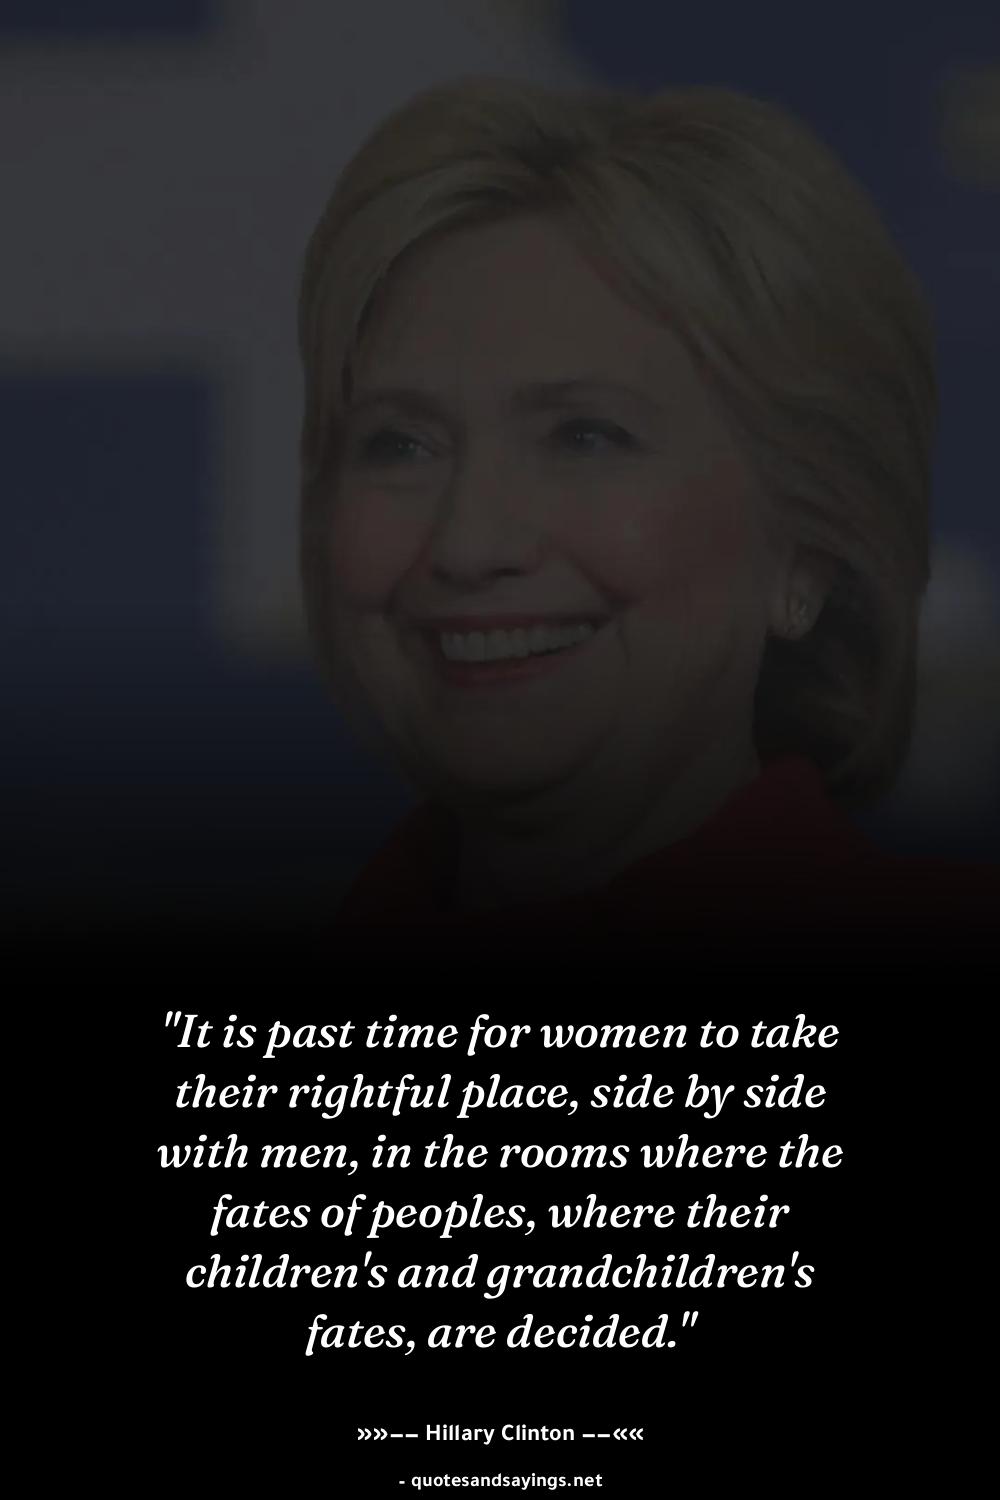 "It is past time for women to take
their rightful place, side by side
with men, in the rooms where the
fates of peoples, where their
children's and grandchildren's
fates, are decided."
»»−− Hillary Clinton −−««
- quotesandsayings.net